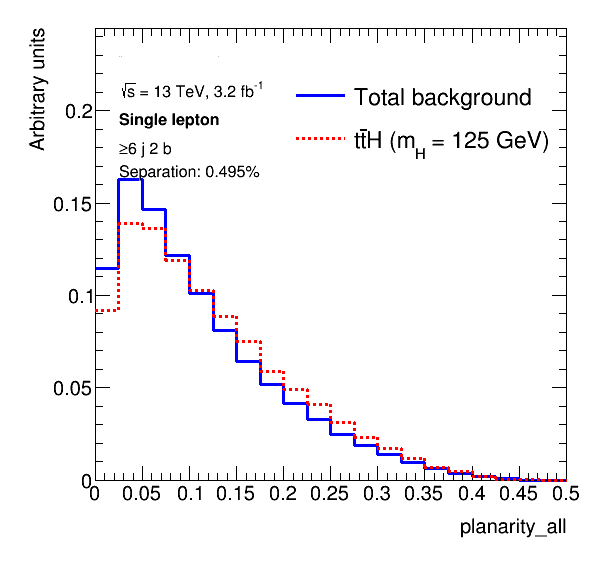 Arbitrary units
√s = 13 TeV, 3.2 fb⁻¹
Single lepton
≥6 j 2 b
Separation: 0.495%
Total background
tt̄H (m_H = 125 GeV)
0.2
0.15
0.1
0.05
0
0 0.05 0.1 0.15 0.2 0.25 0.3 0.35 0.4 0.45 0.5
planarity_all